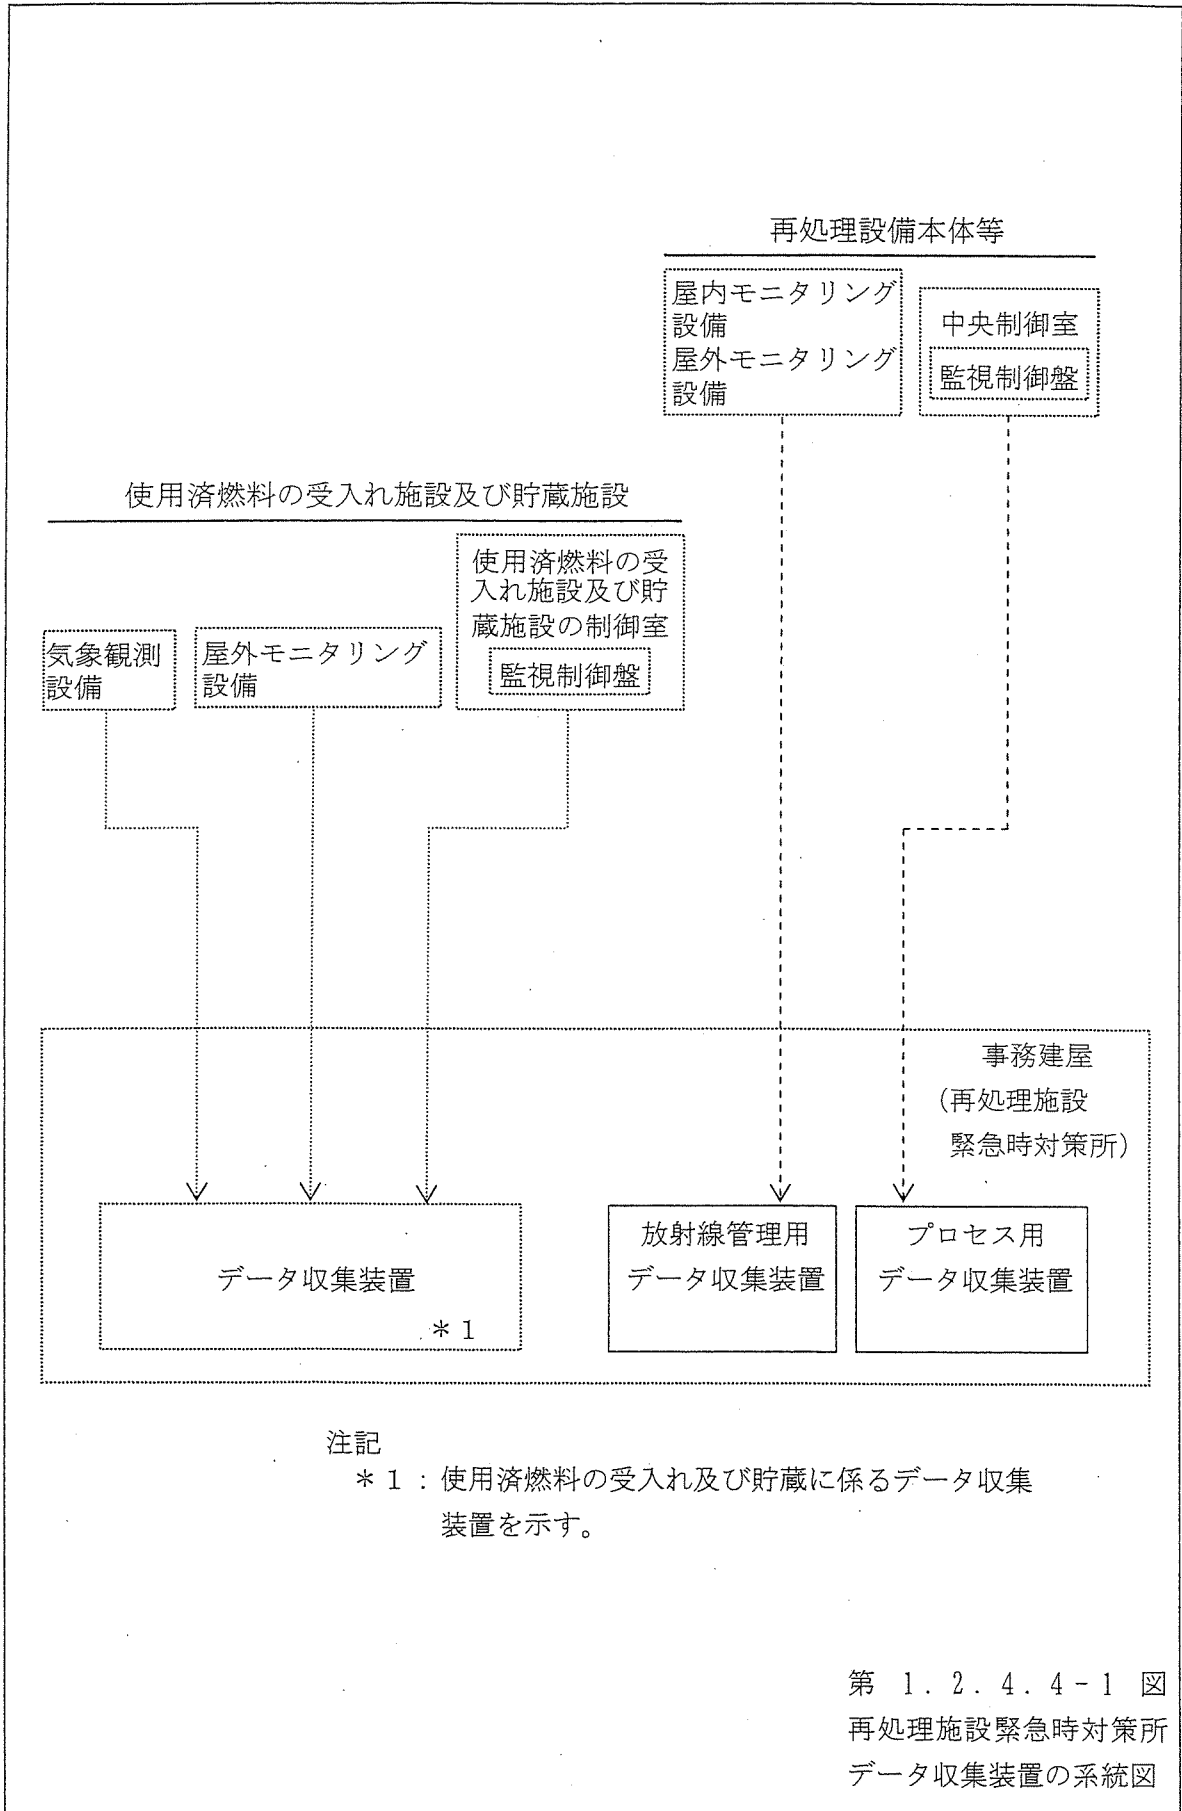 再処理設備本体等
屋内モニタリング
設備
屋外モニタリング
設備
中央制御室
監視制御盤
使用済燃料の受入れ施設及び貯蔵施設
気象観測
設備
屋外モニタリング
設備
使用済燃料の受
入れ施設及び貯
蔵施設の制御室
監視制御盤
事務建屋
(再処理施設
緊急時対策所)
データ収集装置
*1
放射線管理用
データ収集装置
プロセス用
データ収集装置
注記
*1:使用済燃料の受入れ及び貯蔵に係るデータ収集
装置を示す。
第 1.2.4.4-1 図
再処理施設緊急時対策所
データ収集装置の系統図